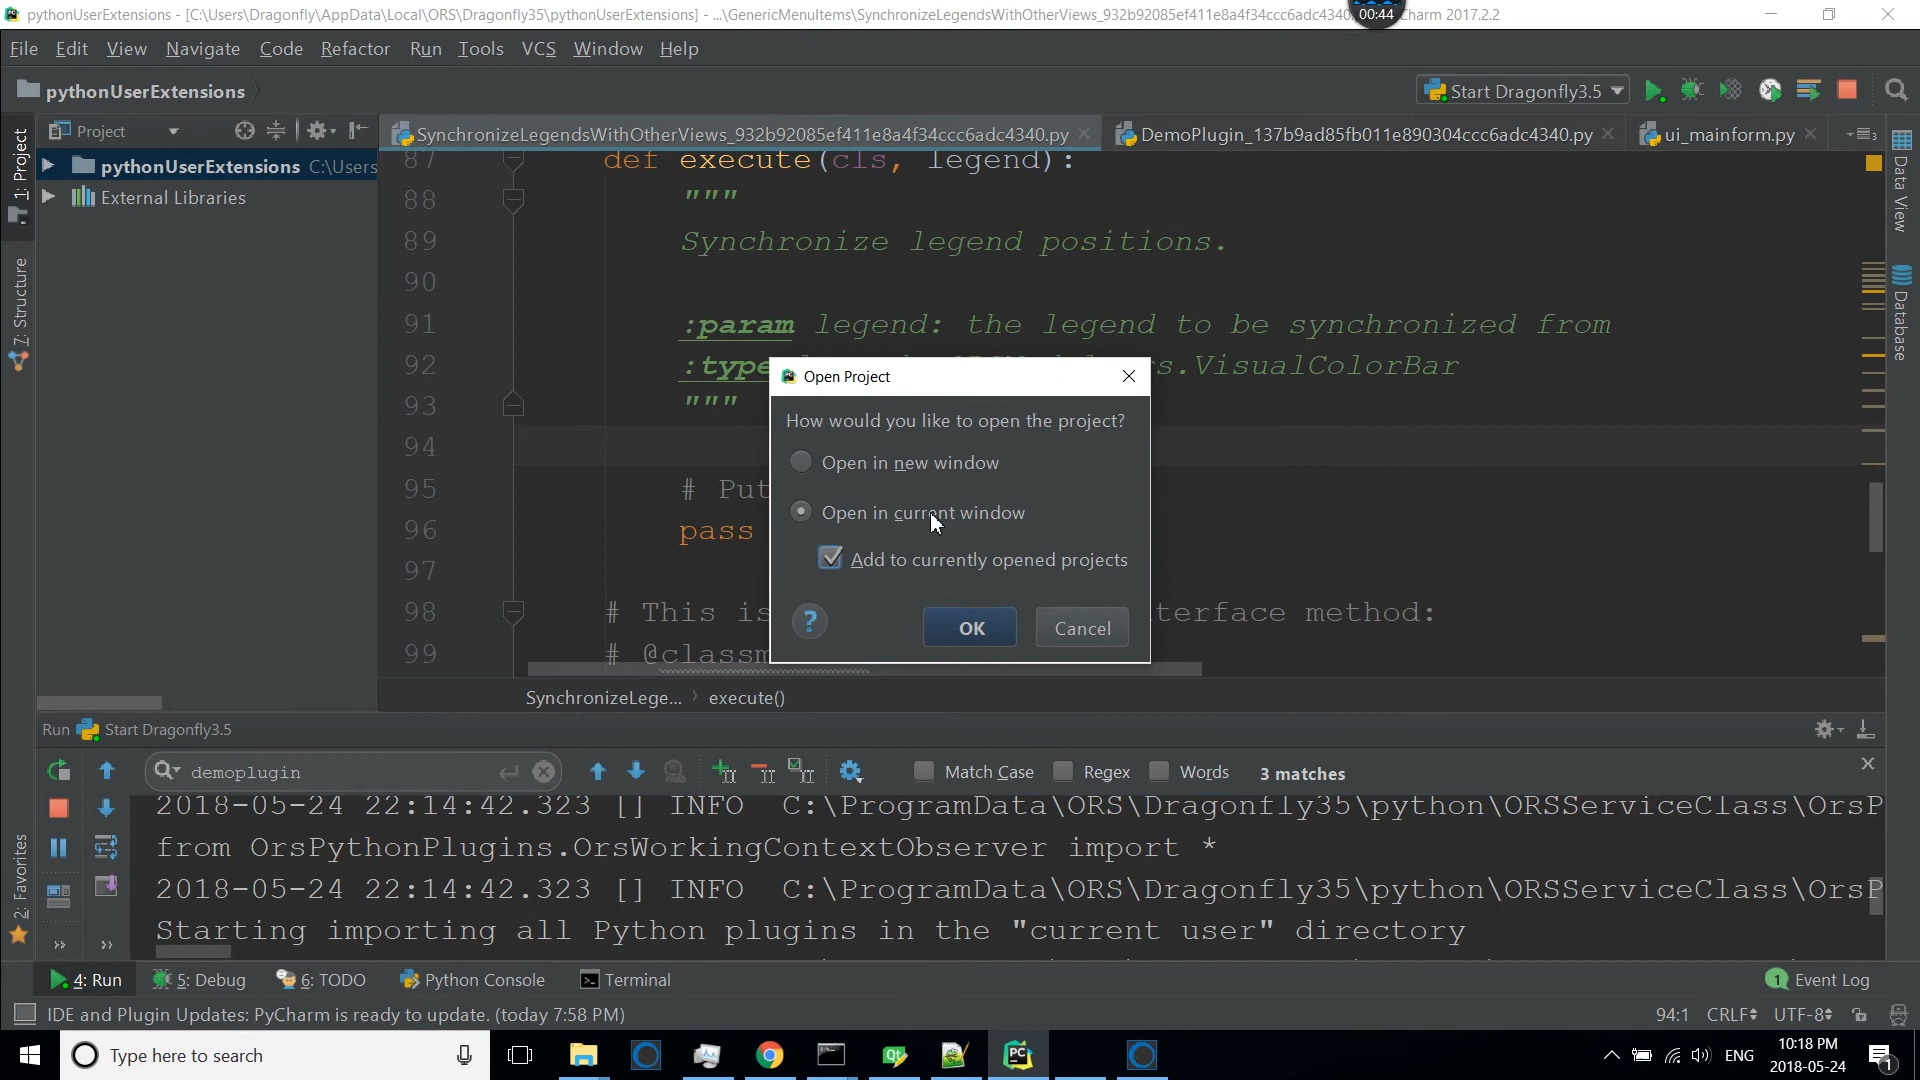 pythonUserExtensions - [C:\Users\Dragonfly\AppData\Local\ORS\Dragonfly35\pythonUserExtensions] - ...\GenericMenuItems\SynchronizeLegendsWithOtherViews_932b92085ef411e8a4f34ccc6adc4340. 00:44 Charm 2017.2.2
File Edit View Navigate Code Refactor Run Tools VCS Window Help
pythonUserExtensions Start Dragonfly3.5
1: Project
7: Structure
2: Favorites
Project
pythonUserExtensions C:\Users
External Libraries
SynchronizeLegendsWithOtherViews_932b92085ef411e8a4f34ccc6adc4340.py DemoPlugin_137b9ad85fb011e890304ccc6adc4340.py ui_mainform.py
Data View
Database
87 def execute(cls, legend):
88 """
89 Synchronize legend positions.
90
91 :param legend: the legend to be synchronized from
92 :type s.VisualColorBar
93 """
94
95 # Put
96 pass
97
98 # This is terface method:
99 # @classm
Open Project
How would you like to open the project?
Open in new window
Open in current window
Add to currently opened projects
? OK Cancel
SynchronizeLege... execute()
Run Start Dragonfly3.5
demoplugin Match Case Regex Words 3 matches
2018-05-24 22:14:42.323 [] INFO C:\ProgramData\ORS\Dragonfly35\python\ORSServiceClass\OrsP
from OrsPythonPlugins.OrsWorkingContextObserver import *
2018-05-24 22:14:42.323 [] INFO C:\ProgramData\ORS\Dragonfly35\python\ORSServiceClass\OrsP
Starting importing all Python plugins in the "current user" directory
4: Run 5: Debug 6: TODO Python Console Terminal 1 Event Log
IDE and Plugin Updates: PyCharm is ready to update. (today 7:58 PM) 94:1 CRLF UTF-8
Type here to search ENG 10:18 PM
2018-05-24 1